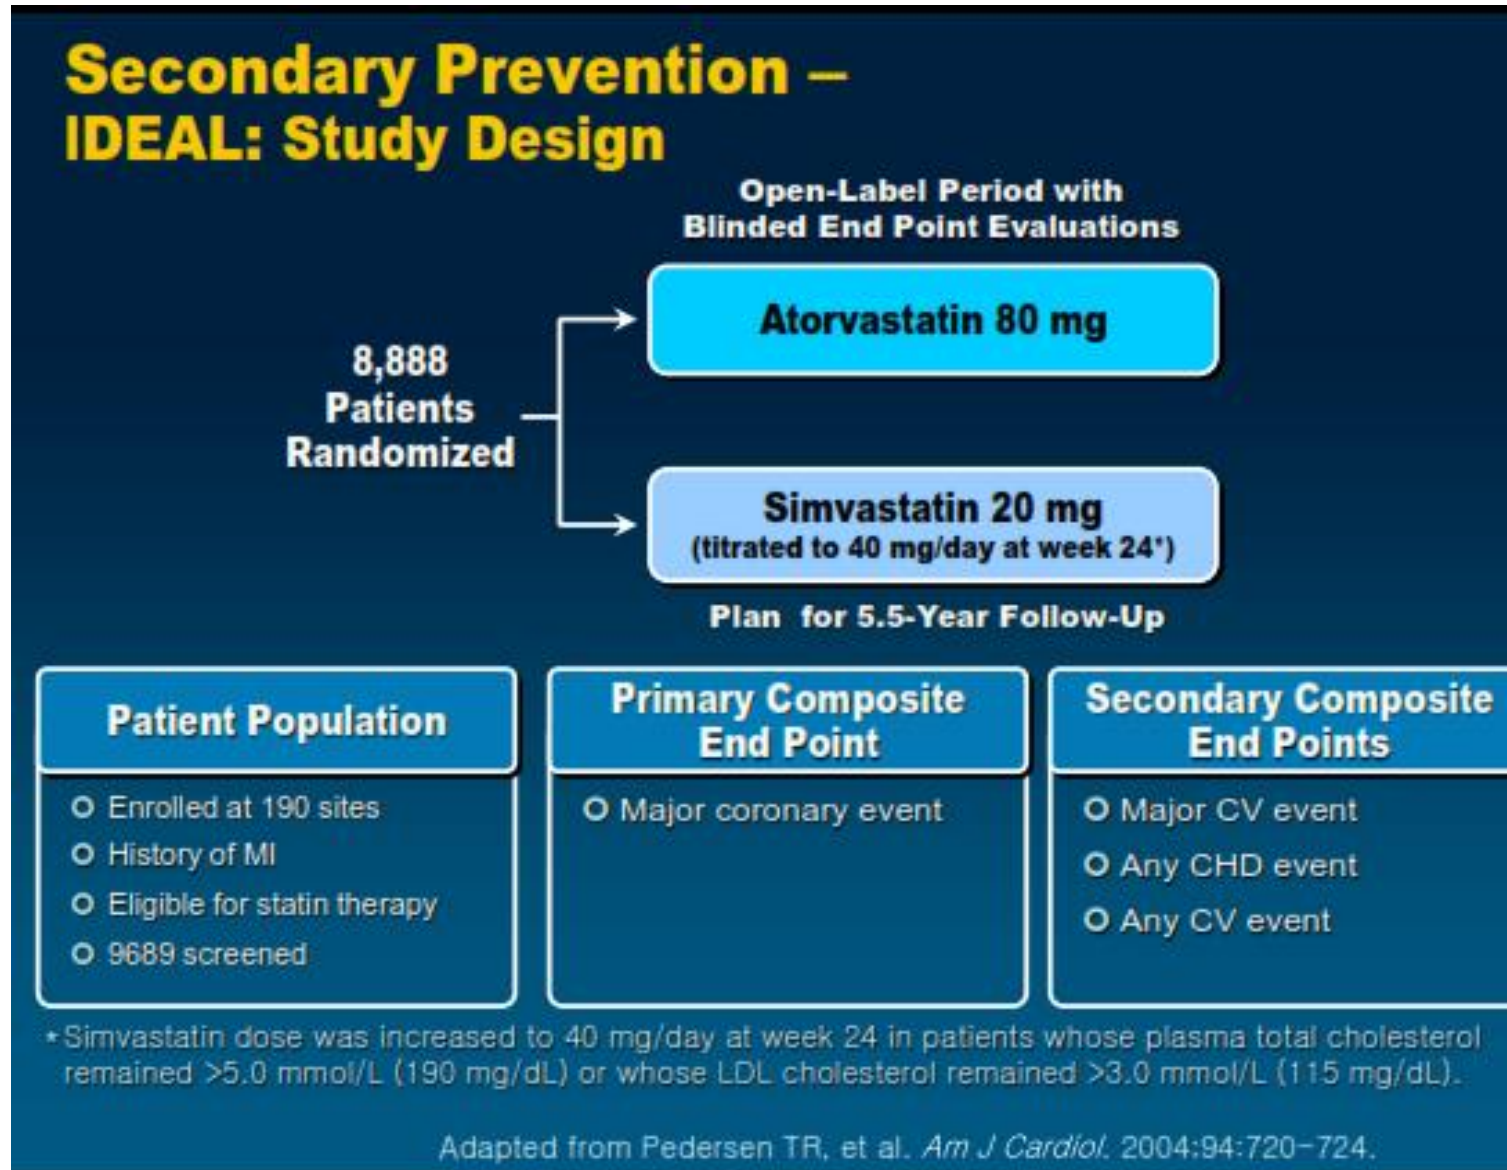 Secondary Prevention –
IDEAL: Study Design
Open-Label Period with
Blinded End Point Evaluations
Atorvastatin 80 mg
8,888
Patients
Randomized
Simvastatin 20 mg
(titrated to 40 mg/day at week 24*)
Plan for 5.5-Year Follow-Up
Patient Population
O Enrolled at 190 sites
O History of MI
O Eligible for statin therapy
O 9689 screened
Primary Composite
End Point
O Major coronary event
Secondary Composite
End Points
O Major CV event
O Any CHD event
O Any CV event
*Simvastatin dose was increased to 40 mg/day at week 24 in patients whose plasma total cholesterol
remained >5.0 mmol/L (190 mg/dL) or whose LDL cholesterol remained >3.0 mmol/L (115 mg/dL).
Adapted from Pedersen TR, et al. Am J Cardiol. 2004:94:720-724.